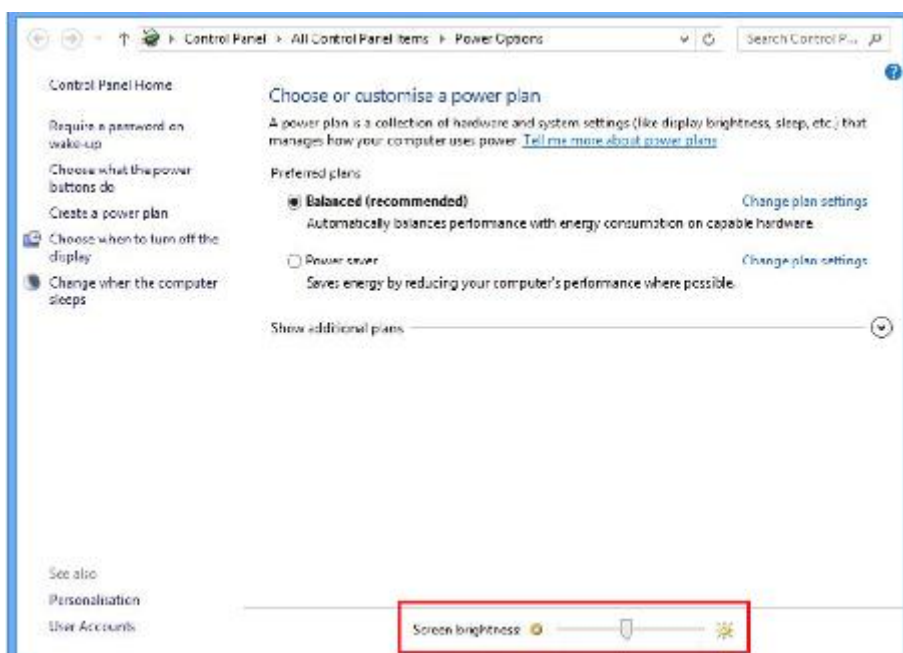 Control Panel ▸ All Control Panel Items ▸ Power Options
Search Control P...
Control Panel Home
Require a password on
wake-up
Choose what the power
buttons do
Create a power plan
Choose when to turn off the
display
Change when the computer
sleeps
See also
Personalisation
User Accounts
Choose or customise a power plan
A power plan is a collection of hardware and system settings (like display brightness, sleep, etc.) that
manages how your computer uses power. Tell me more about power plans
Preferred plans
Balanced (recommended) Change plan settings
Automatically balances performance with energy consumption on capable hardware.
Power saver Change plan settings
Saves energy by reducing your computer's performance where possible.
Show additional plans
Screen brightness: